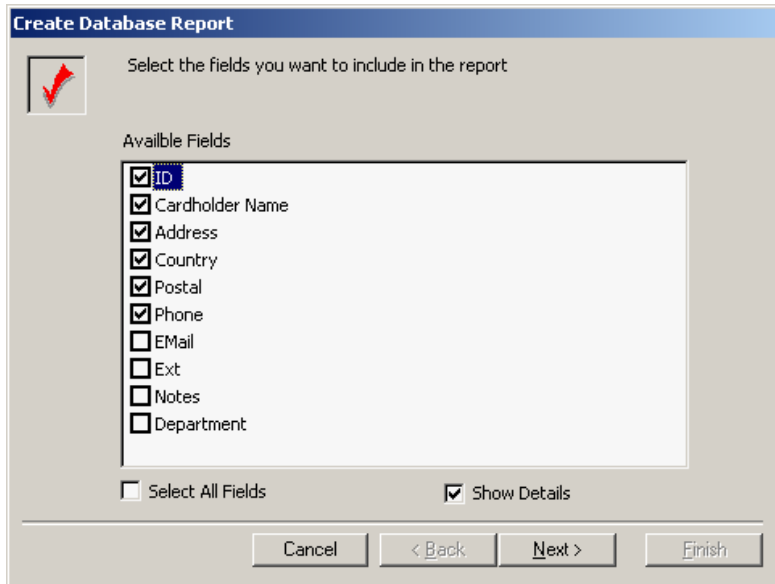 Create Database Report
Select the fields you want to include in the report
Availble Fields
ID
Cardholder Name
Address
Country
Postal
Phone
EMail
Ext
Notes
Department
Select All Fields
Show Details
Cancel
< Back
Next >
Finish